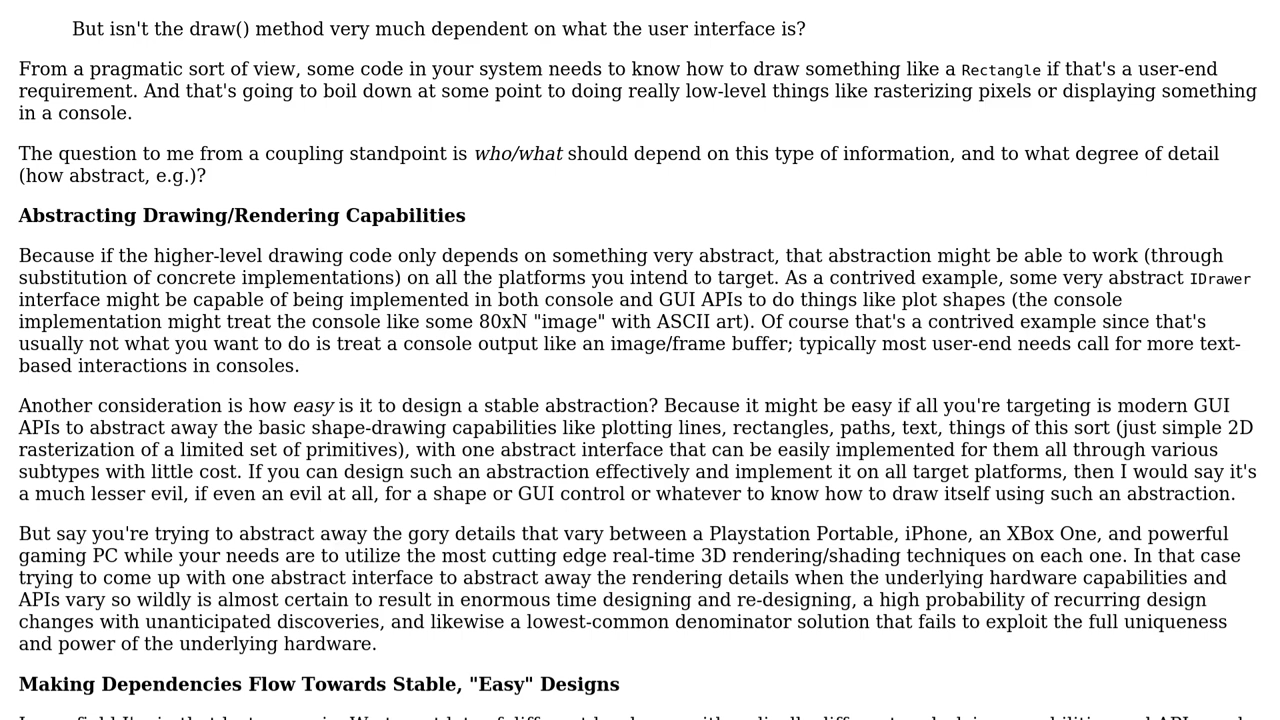 But isn't the draw() method very much dependent on what the user interface is?
From a pragmatic sort of view, some code in your system needs to know how to draw something like a Rectangle if that's a user-end
requirement. And that's going to boil down at some point to doing really low-level things like rasterizing pixels or displaying something
in a console.
The question to me from a coupling standpoint is who/what should depend on this type of information, and to what degree of detail
(how abstract, e.g.)?
Abstracting Drawing/Rendering Capabilities
Because if the higher-level drawing code only depends on something very abstract, that abstraction might be able to work (through
substitution of concrete implementations) on all the platforms you intend to target. As a contrived example, some very abstract IDrawer
interface might be capable of being implemented in both console and GUI APIs to do things like plot shapes (the console
implementation might treat the console like some 80xN "image" with ASCII art). Of course that's a contrived example since that's
usually not what you want to do is treat a console output like an image/frame buffer; typically most user-end needs call for more text-
based interactions in consoles.
Another consideration is how easy is it to design a stable abstraction? Because it might be easy if all you're targeting is modern GUI
APIs to abstract away the basic shape-drawing capabilities like plotting lines, rectangles, paths, text, things of this sort (just simple 2D
rasterization of a limited set of primitives), with one abstract interface that can be easily implemented for them all through various
subtypes with little cost. If you can design such an abstraction effectively and implement it on all target platforms, then I would say it's
a much lesser evil, if even an evil at all, for a shape or GUI control or whatever to know how to draw itself using such an abstraction.
But say you're trying to abstract away the gory details that vary between a Playstation Portable, iPhone, an XBox One, and powerful
gaming PC while your needs are to utilize the most cutting edge real-time 3D rendering/shading techniques on each one. In that case
trying to come up with one abstract interface to abstract away the rendering details when the underlying hardware capabilities and
APIs vary so wildly is almost certain to result in enormous time designing and re-designing, a high probability of recurring design
changes with unanticipated discoveries, and likewise a lowest-common denominator solution that fails to exploit the full uniqueness
and power of the underlying hardware.
Making Dependencies Flow Towards Stable, "Easy" Designs